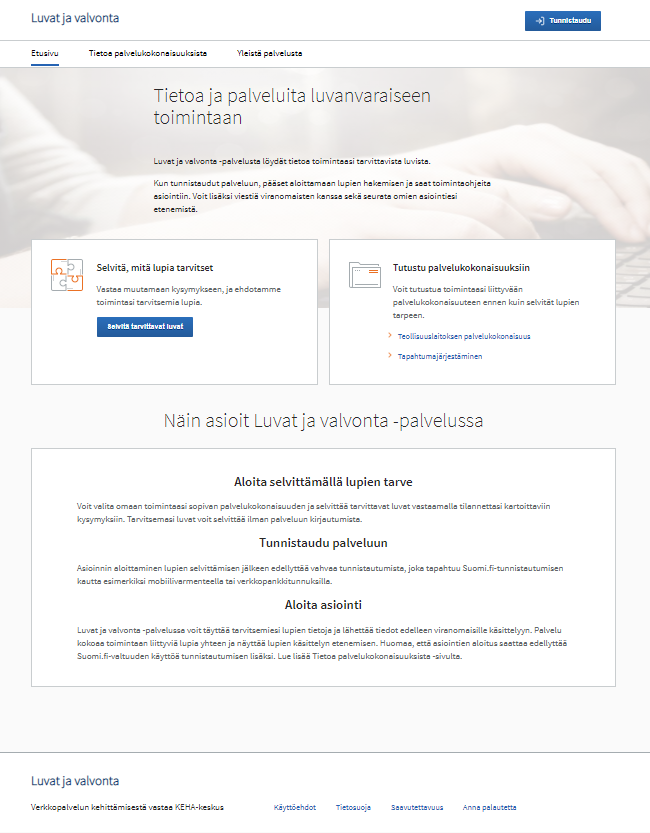 Luvat ja valvonta
Tunnistaudu
Etusivu
Tietoa palvelukokonaisuuksista
Yleistä palvelusta
Tietoa ja palveluita luvanvaraiseen
toimintaan
Luvat ja valvonta -palvelusta löydät tietoa toimintaasi tarvittavista luvista.
Kun tunnistaudut palveluun, pääset aloittamaan lupien hakemisen ja saat toimintaohjeita
asiointiin. Voit lisäksi viestiä viranomaisten kanssa sekä seurata omien asiointiesi
etenemistä.
Selvitä, mitä lupia tarvitset
Vastaa muutamaan kysymykseen, ja ehdotamme
toimintasi tarvitsemia lupia.
Selvitä tarvittavat luvat
Tutustu palvelukokonaisuuksiin
Voit tutustua toimintaasi liittyvään
palvelukokonaisuuteen ennen kuin selvität lupien
tarpeen.
Teollisuuslaitoksen palvelukokonaisuus
Tapahtumajärjestäminen
Näin asioit Luvat ja valvonta -palvelussa
Aloita selvittämällä lupien tarve
Voit valita omaan toimintaasi sopivan palvelukokonaisuuden ja selvittää tarvittavat luvat vastaamalla tilannettasi kartoittaviin
kysymyksiin. Tarvitsemasi luvat voit selvittää ilman palveluun kirjautumista.
Tunnistaudu palveluun
Asioinnin aloittaminen lupien selvittämisen jälkeen edellyttää vahvaa tunnistautumista, joka tapahtuu Suomi.fi-tunnistautumisen
kautta esimerkiksi mobiilivarmenteella tai verkkopankkitunnuksilla.
Aloita asiointi
Luvat ja valvonta -palvelussa voit täyttää tarvitsemiesi lupien tietoja ja lähettää tiedot edelleen viranomaisille käsittelyyn. Palvelu
kokoaa toimintaan liittyviä lupia yhteen ja näyttää lupien käsittelyn etenemisen. Huomaa, että asiointien aloitus saattaa edellyttää
Suomi.fi-valtuuden käyttöä tunnistautumisen lisäksi. Lue lisää Tietoa palvelukokonaisuuksista -sivulta.
Luvat ja valvonta
Verkkopalvelun kehittämisestä vastaa KEHA-keskus
Käyttöehdot
Tietosuoja
Saavutettavuus
Anna palautetta